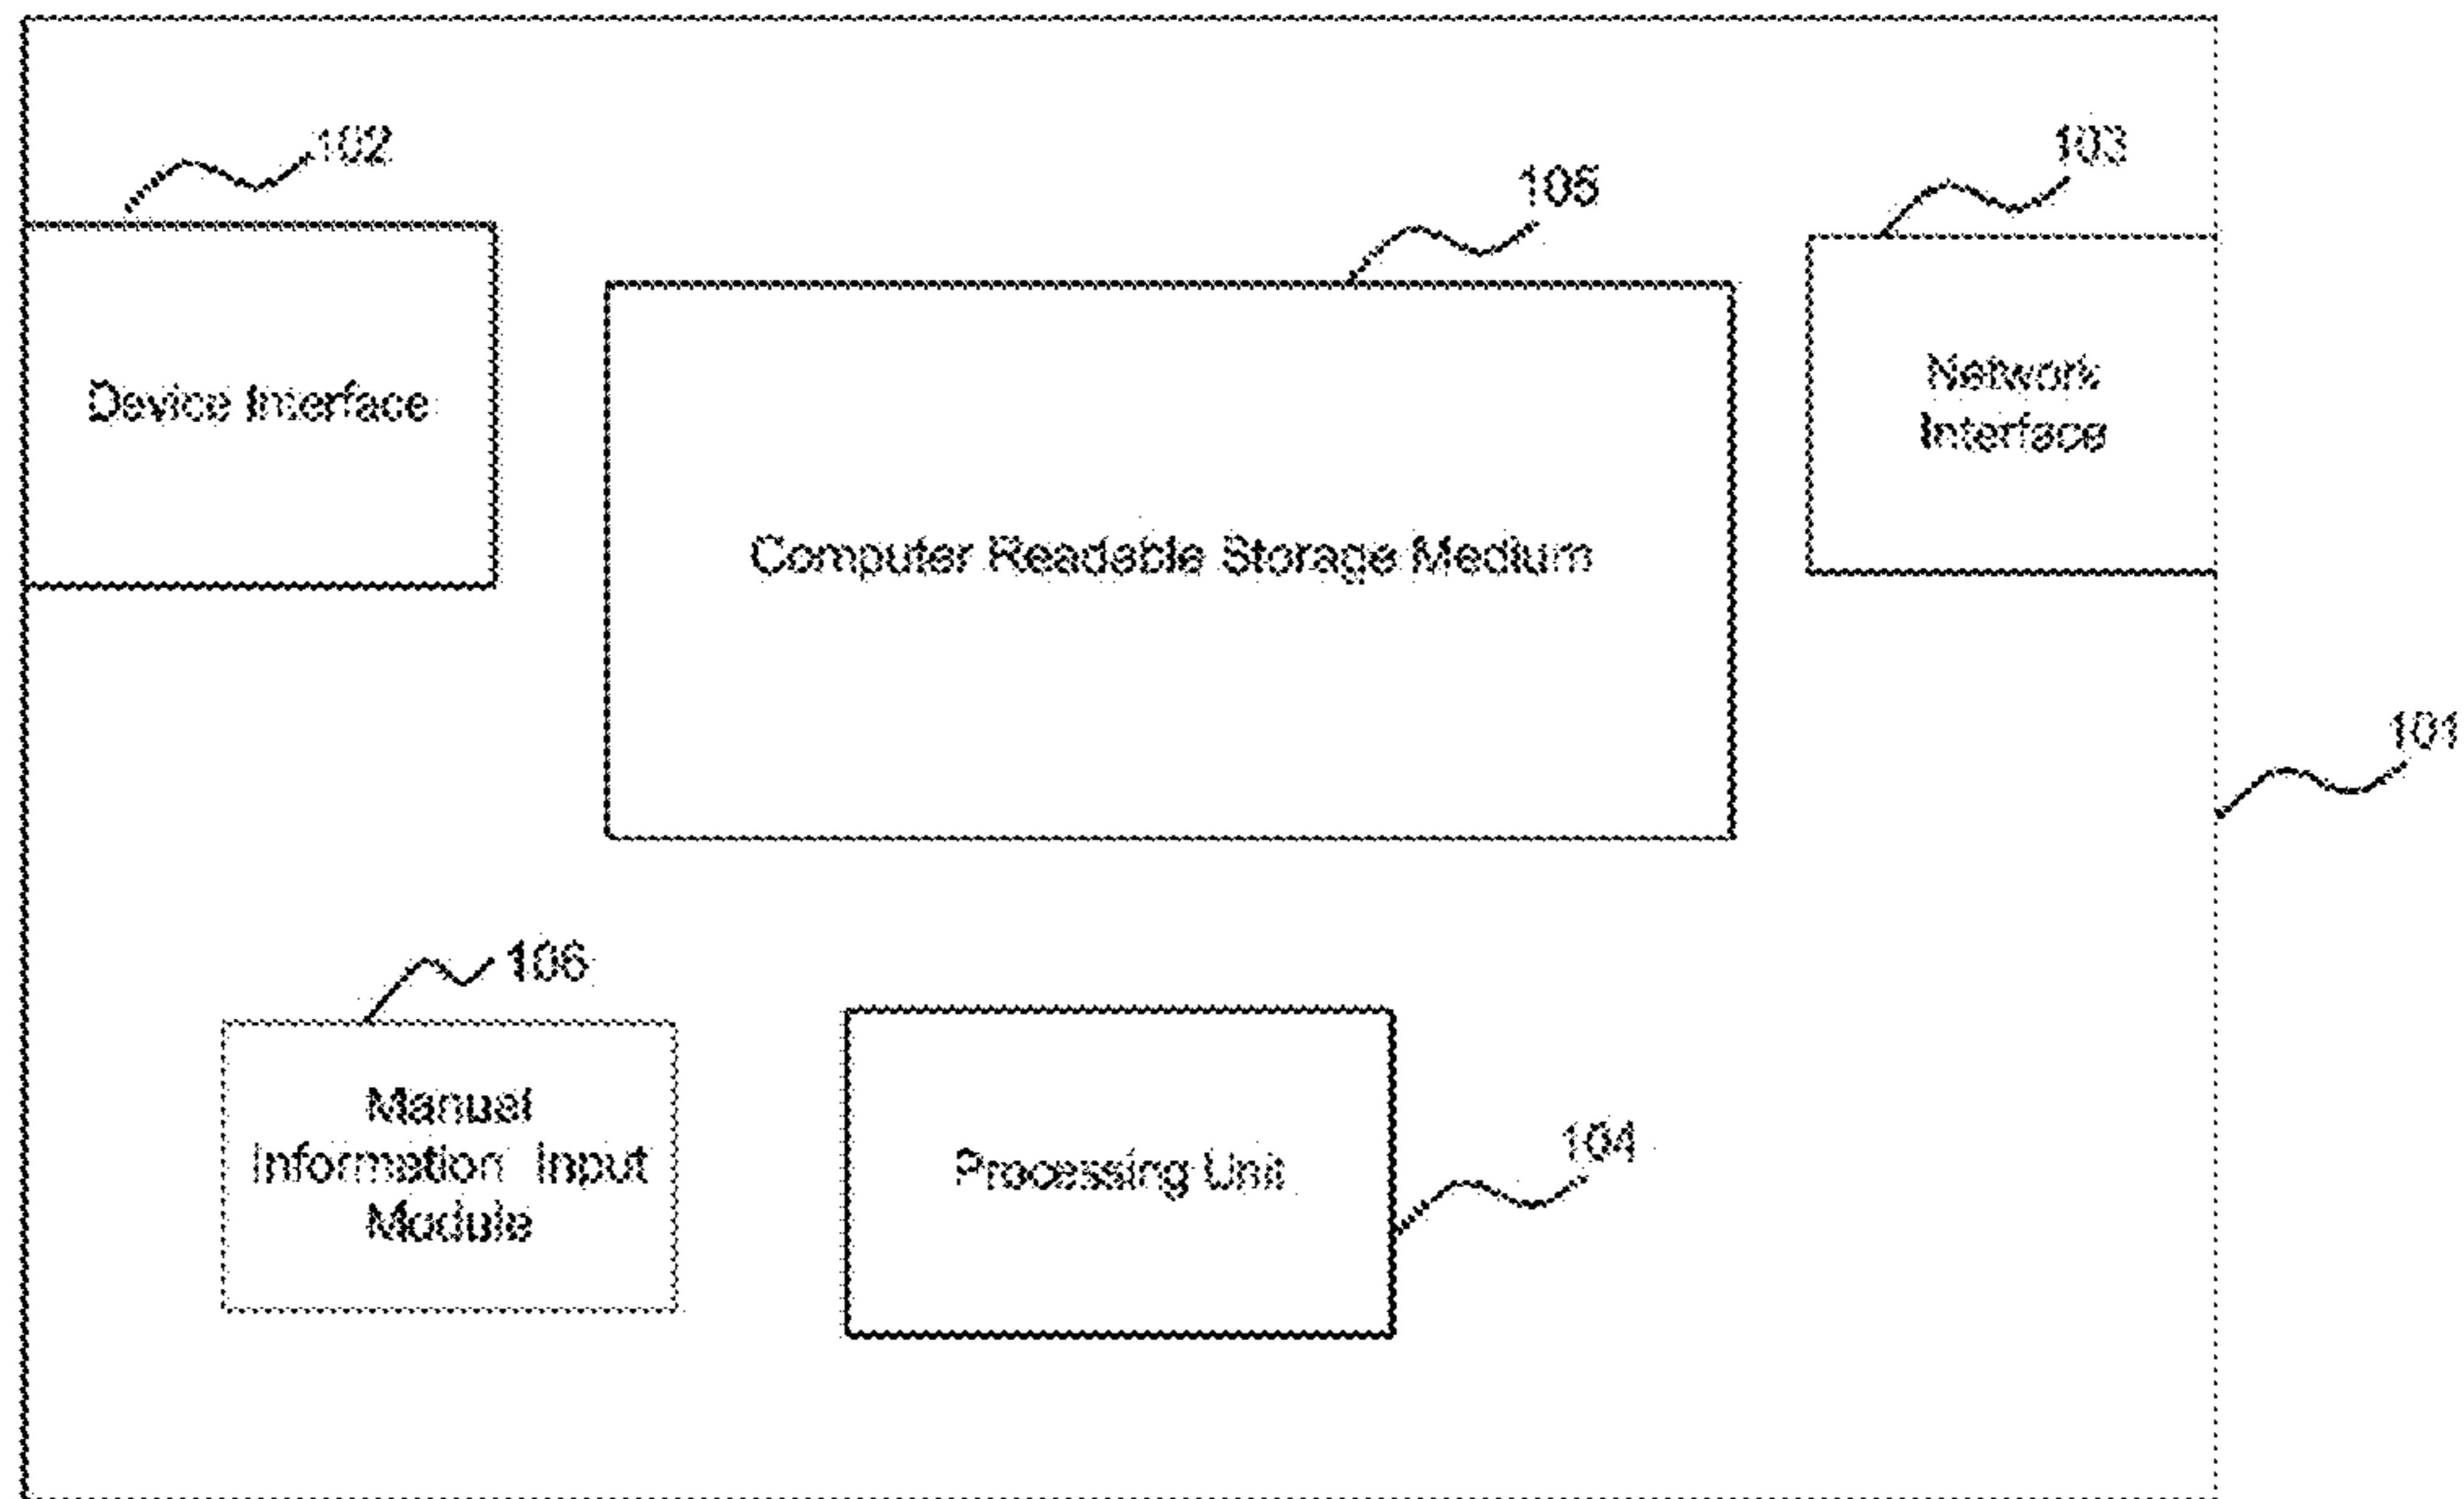 102
103
105
Device Interface
Network
Interface
Computer Readable Storage Medium
101
106
Manual
Information Input
Module
Processing Unit
104